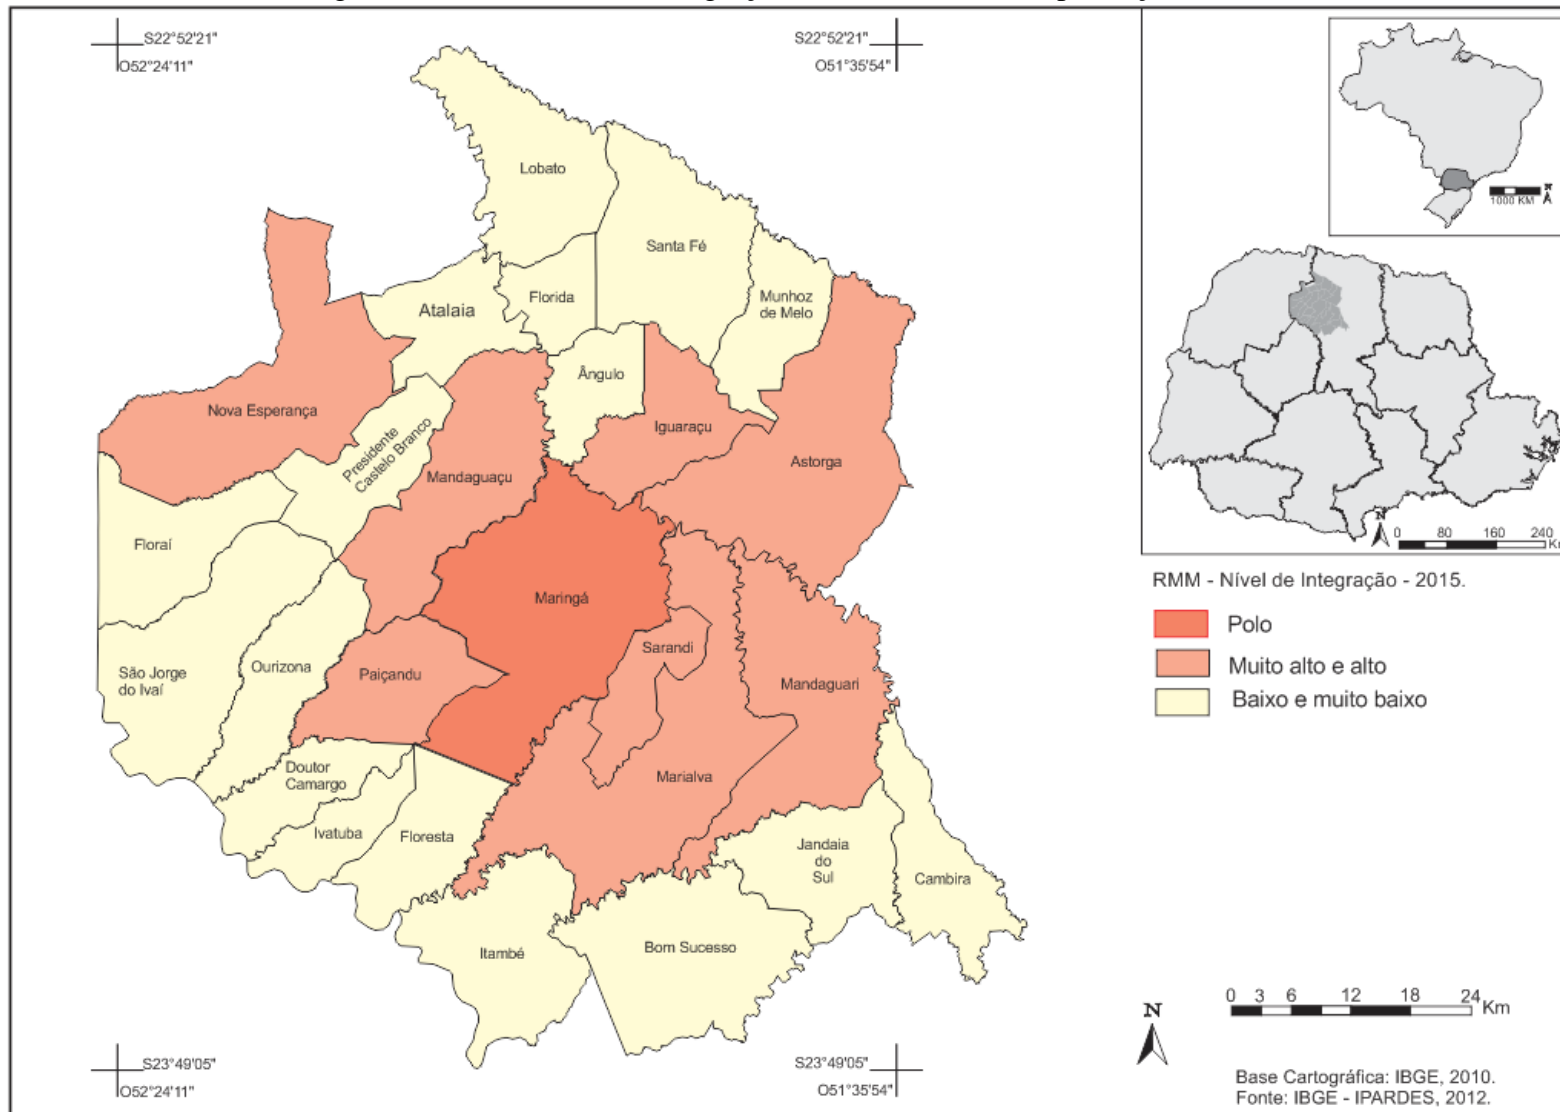 S22°52'21"
O52°24'11"
S22°52'21"
O51°35'54"
Lobato
Santa Fé
Munhoz
de Melo
Florida
Atalaia
Ângulo
Nova Esperança
Presidente
Castelo Branco
Mandaguaçu
Iguaraçu
Astorga
Floraí
Maringá
São Jorge
do Ivaí
Ourizona
Paiçandu
Sarandi
Mandaguari
Marialva
Doutor
Camargo
Ivatuba
Floresta
Jandaia
do
Sul
Cambira
Itambé
Bom Sucesso
S23°49'05"
O52°24'11"
S23°49'05"
O51°35'54"
1000 KM
N
0 80 160 240
RMM - Nível de Integração - 2015.
Polo
Muito alto e alto
Baixo e muito baixo
N
0 3 6 12 18 24 Km
Base Cartográfica: IBGE, 2010.
Fonte: IBGE - IPARDES, 2012.